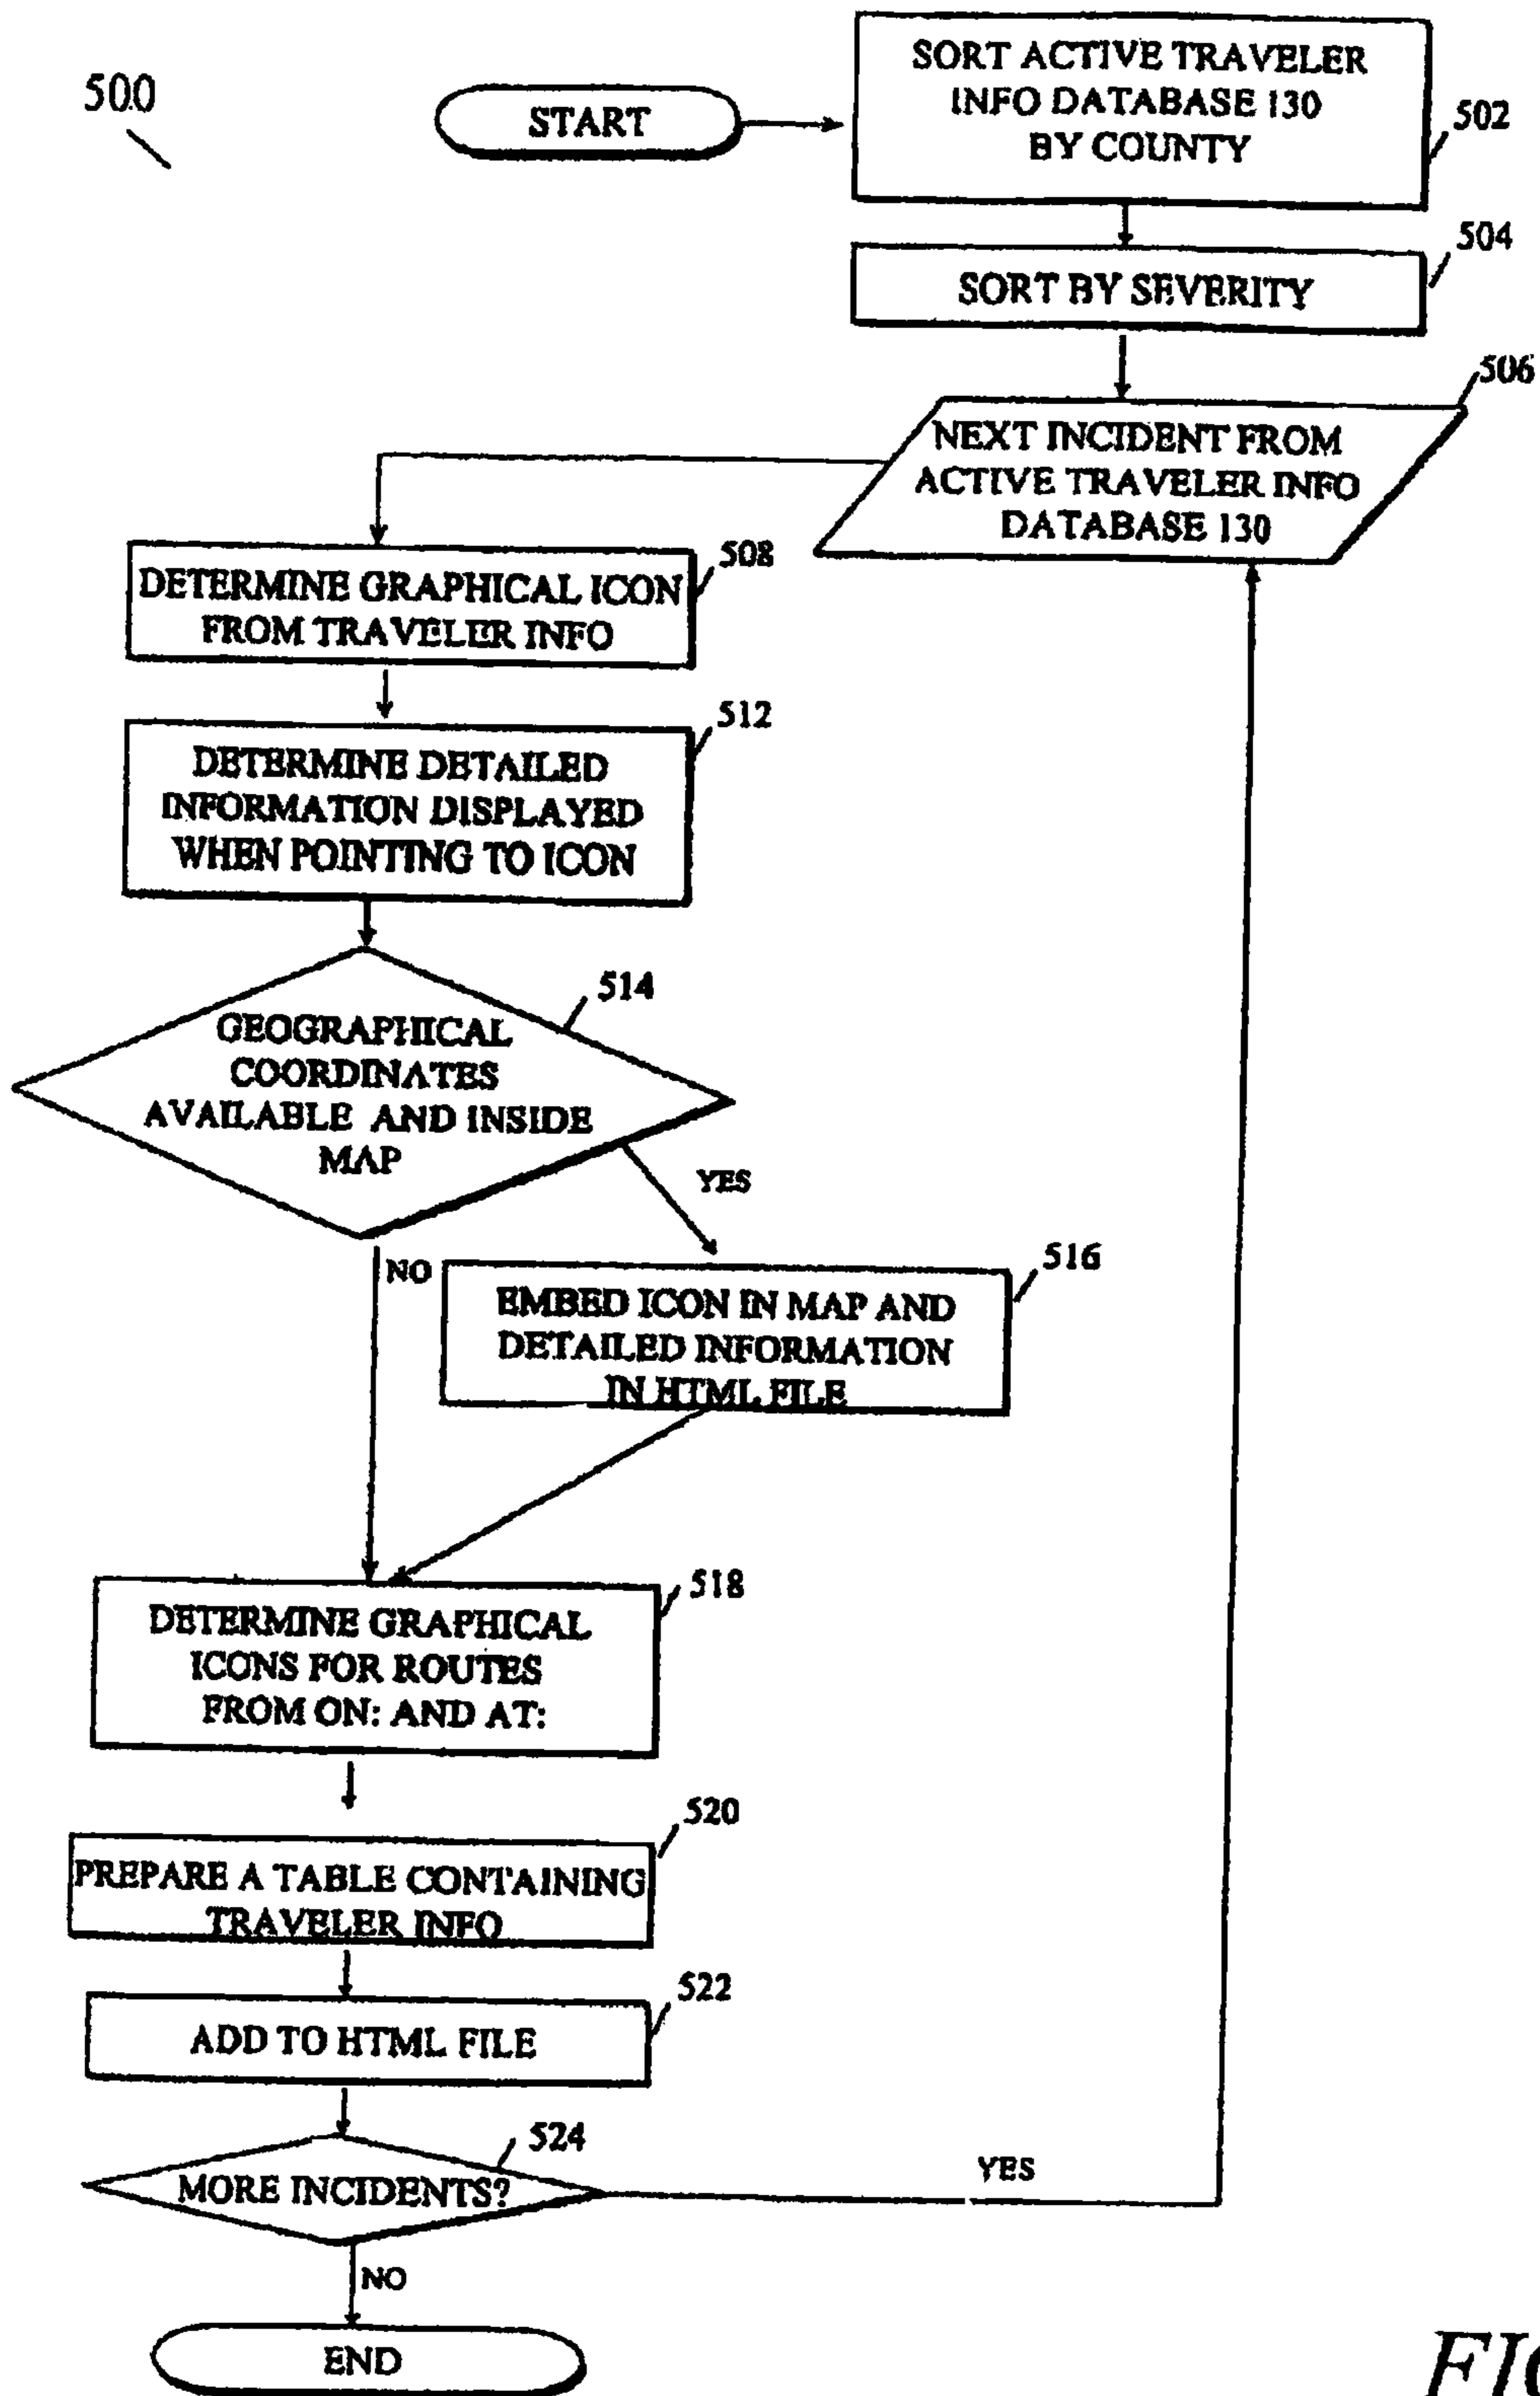 500
START
SORT ACTIVE TRAVELER
INFO DATABASE 130
BY COUNTY
502
SORT BY SEVERITY
504
NEXT INCIDENT FROM
ACTIVE TRAVELER INFO
DATABASE 130
506
DETERMINE GRAPHICAL ICON
FROM TRAVELER INFO
508
DETERMINE DETAILED
INFORMATION DISPLAYED
WHEN POINTING TO ICON
512
GEOGRAPHICAL
COORDINATES
AVAILABLE AND INSIDE
MAP
514
YES
NO
EMBED ICON IN MAP AND
DETAILED INFORMATION
IN HTML FILE
516
DETERMINE GRAPHICAL
ICONS FOR ROUTES
FROM ON: AND AT:
518
PREPARE A TABLE CONTAINING
TRAVELER INFO
520
ADD TO HTML FILE
522
MORE INCIDENTS?
524
YES
NO
END